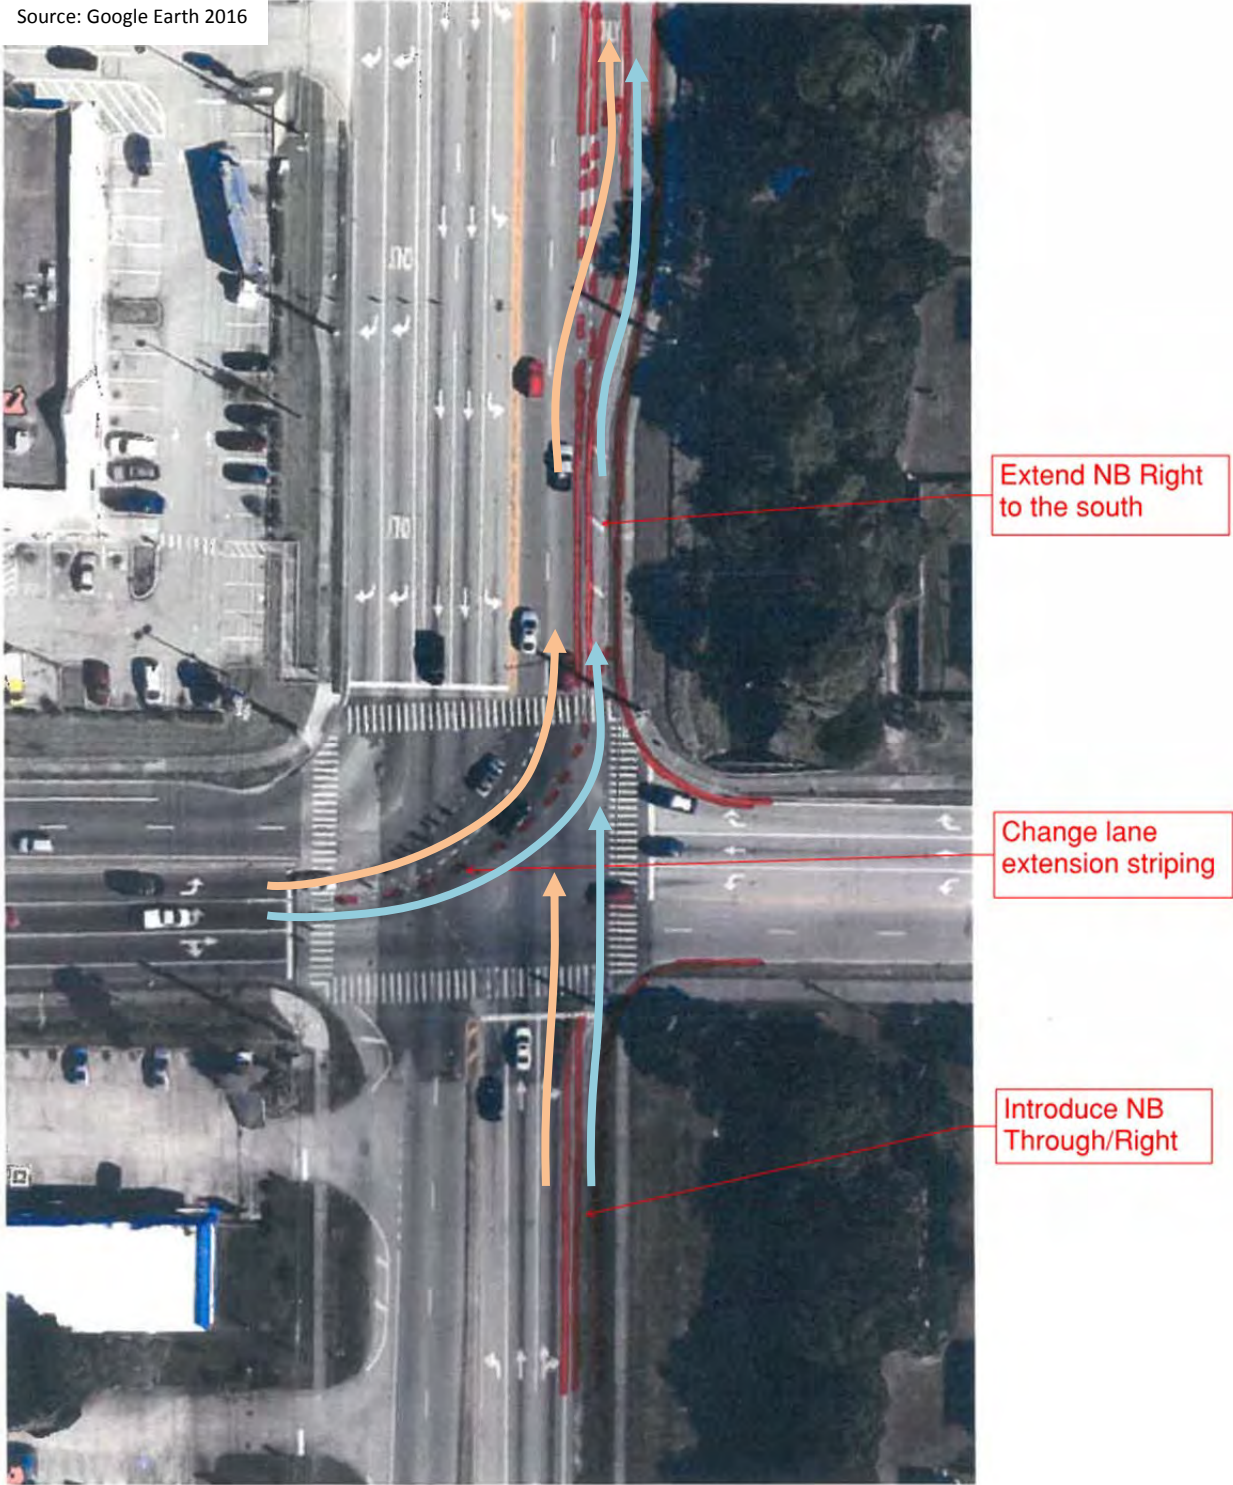 Source: Google Earth 2016
Extend NB Right
to the south
Change lane
extension striping
Introduce NB
Through/Right